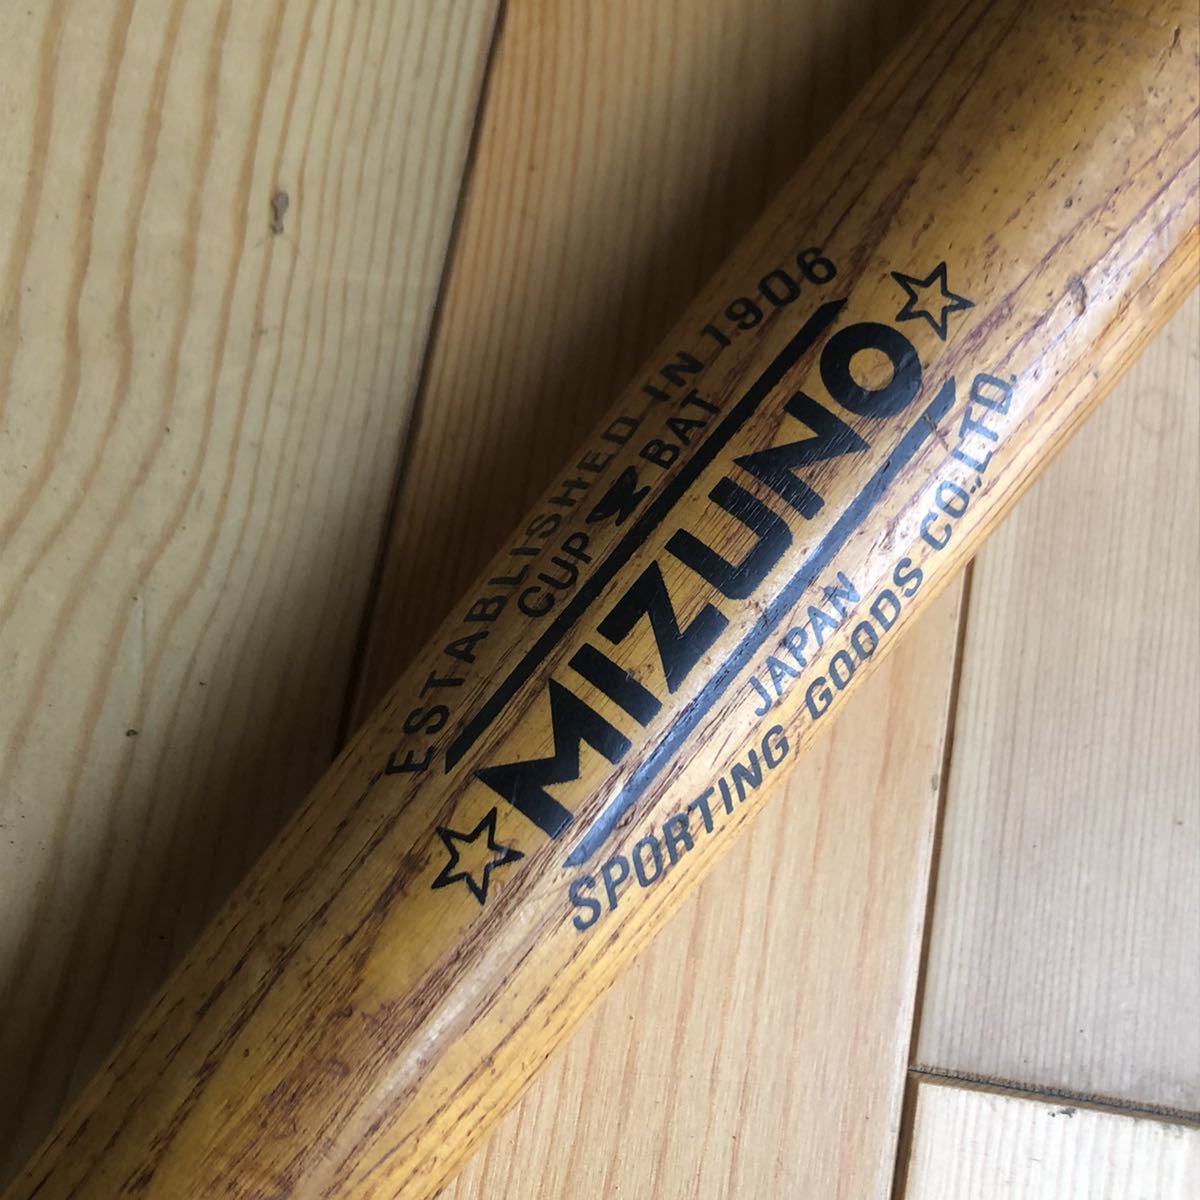 ESTABLISHED IN 1906
CUP BAT
MIZUNO
JAPAN
SPORTING GOODS CO.,LTD.